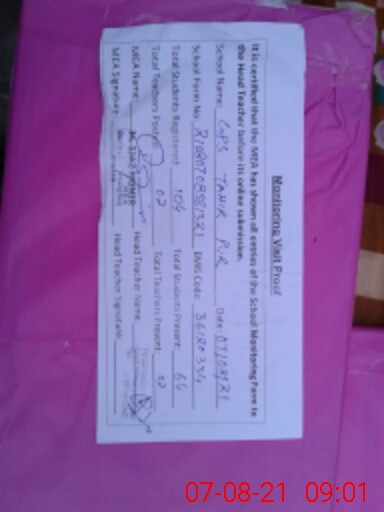 Monitoring Visit Proof
It is certified that the MEA has shown all entries of the School Monitoring Form to
the Head Teacher before its online submission.
School Name: GGPS TAHIR PUR Date: 07/08/21
School Form No. EMIS Code: 36120334
Total Students Registered: 106 Total Students Present: 66
Total Teachers Posted: 02 Total Teachers Present: 02
MEA Name: Head Teacher Name:
MEA Signature: Head Teacher Signature:
07-08-21 09:01